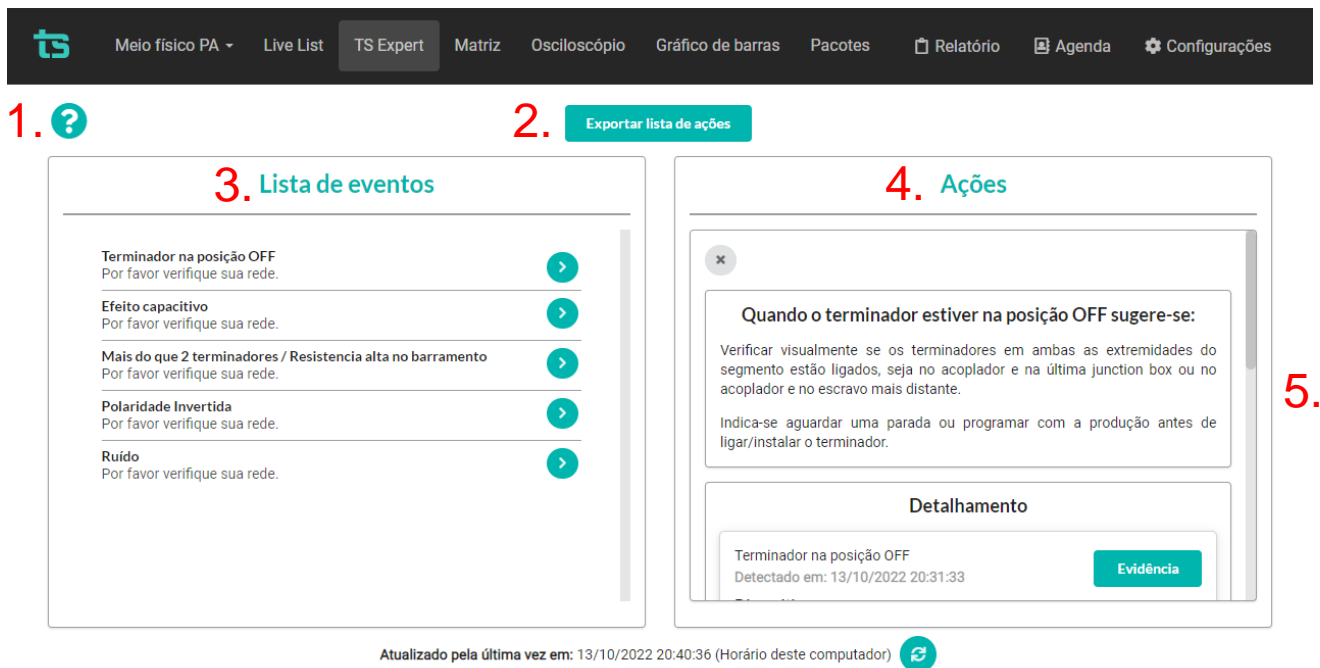 ts Meio físico PA Live List TS Expert Matriz Osciloscópio Gráfico de barras Pacotes Relatório Agenda Configurações
1. ? 2. Exportar lista de ações
3. Lista de eventos
Terminador na posição OFF
Por favor verifique sua rede.
Efeito capacitivo
Por favor verifique sua rede.
Mais do que 2 terminadores / Resistencia alta no barramento
Por favor verifique sua rede.
Polaridade Invertida
Por favor verifique sua rede.
Ruído
Por favor verifique sua rede.
4. Ações
Quando o terminador estiver na posição OFF sugere-se:
Verificar visualmente se os terminadores em ambas as extremidades do
segmento estão ligados, seja no acoplador e na última junction box ou no
acoplador e no escravo mais distante.
Indica-se aguardar uma parada ou programar com a produção antes de
ligar/instalar o terminador.
5.
Detalhamento
Terminador na posição OFF
Detectado em: 13/10/2022 20:31:33
Evidência
Atualizado pela última vez em: 13/10/2022 20:40:36 (Horário deste computador)